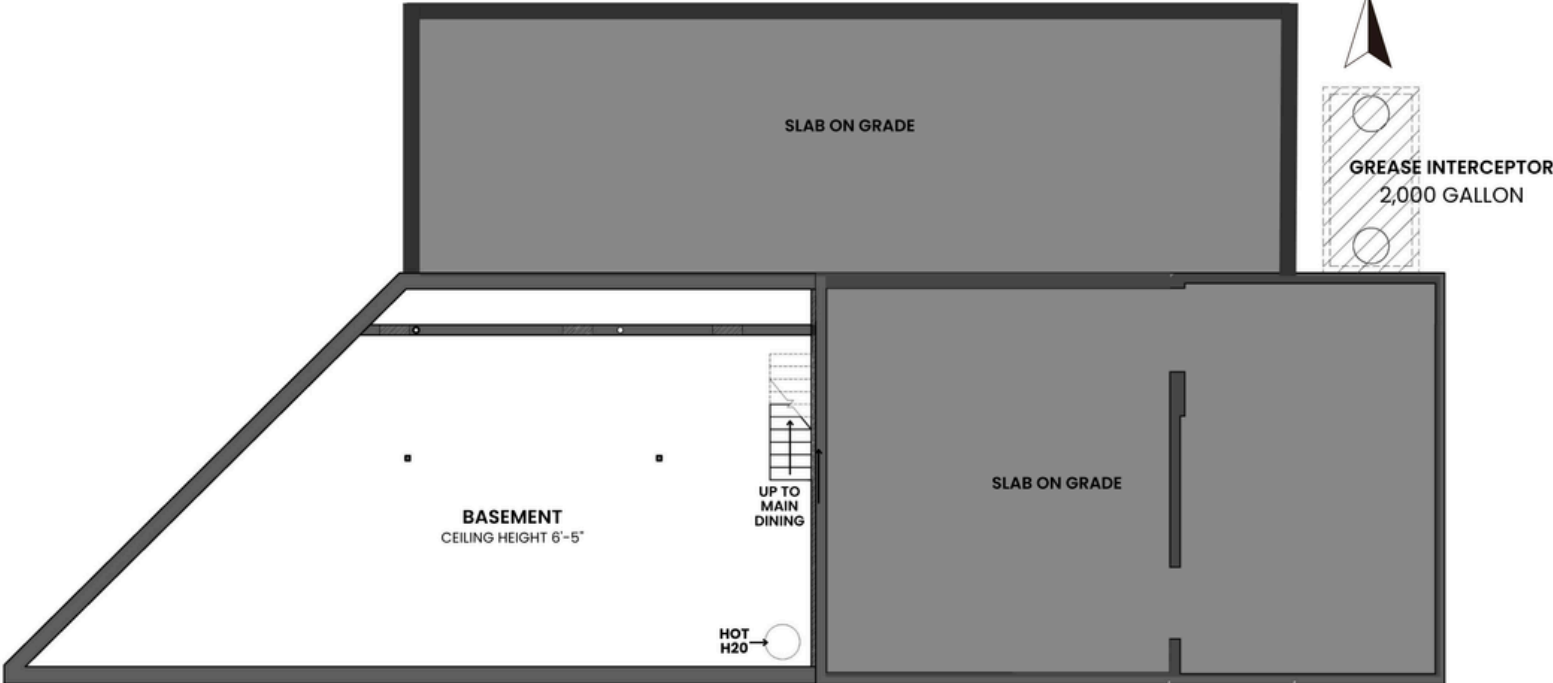 SLAB ON GRADE
GREASE INTERCEPTOR
2,000 GALLON
SLAB ON GRADE
UP TO
MAIN
DINING
BASEMENT
CEILING HEIGHT 6'-5"
HOT
H20